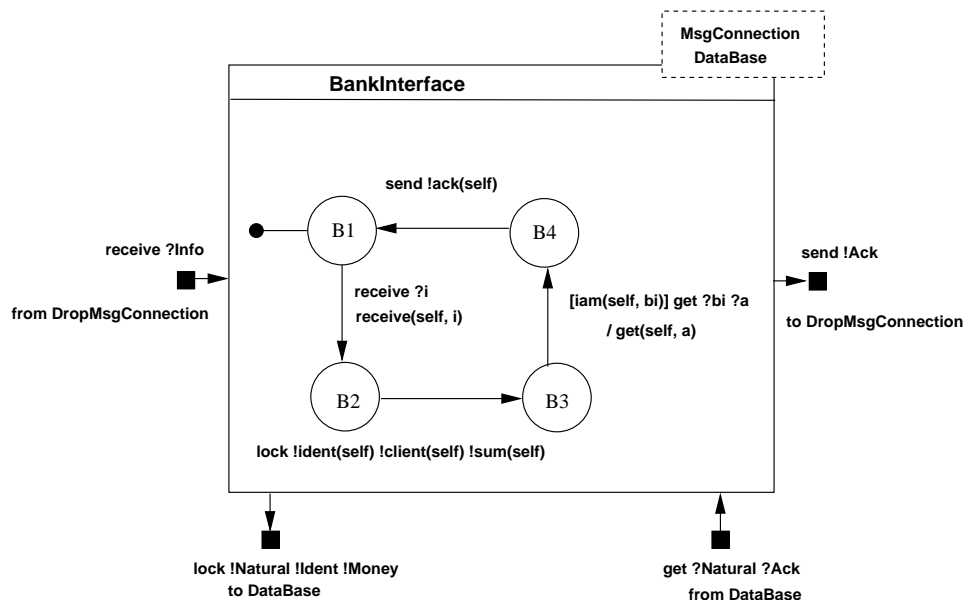 MsgConnection
DataBase
BankInterface
send !ack(self)
B1
B4
receive ?Info
from DropMsgConnection
send !Ack
to DropMsgConnection
receive ?i
receive(self, i)
[iam(self, bi)] get ?bi ?a
/ get(self, a)
B2
B3
lock !ident(self) !client(self) !sum(self)
lock !Natural !Ident !Money
to DataBase
get ?Natural ?Ack
from DataBase